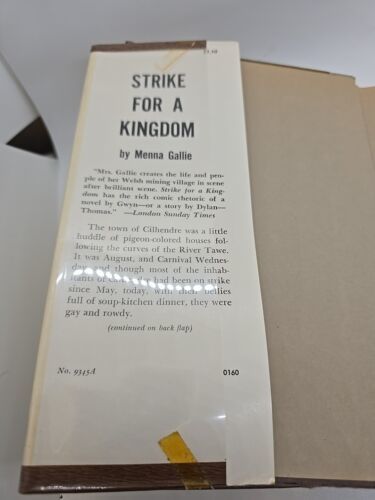 STRIKE
FOR A
KINGDOM
by Menna Gallie
"Mrs. Gallie creates the life and peo-
ple of her Welsh mining village in scene
after brilliant scene. Strike for a King-
dom has the rich comic rhetoric of a
novel by Gwyn—or a story by Dylan—
Thomas." —London Sunday Times
The town of Cilhendre was a little
huddle of pigeon-colored houses fol-
lowing the curves of the River Tawe.
It was August, and Carnival Wednes-
day, and though most of the inhab-
itants of had been on strike
since May, today, with their bellies
full of soup-kitchen dinner, they were
gay and rowdy.
(continued on back flap)
No. 9345A
0160